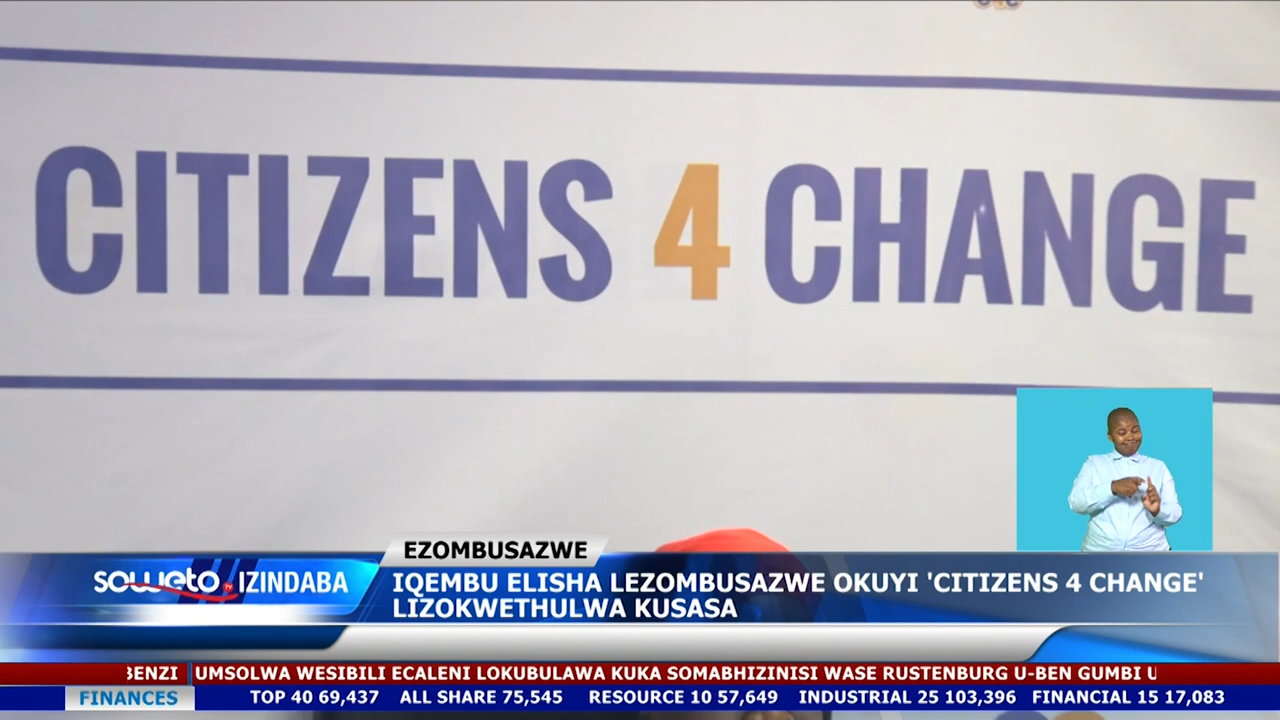 CITIZENS 4 CHANGE
EZOMBUSAZWE
soweto TV IZINDABA
IQEMBU ELISHA LEZOMBUSAZWE OKUYI 'CITIZENS 4 CHANGE'
LIZOKWETHULWA KUSASA
BENZI UMSOLWA WESIBILI ECALENI LOKUBULAWA KUKA SOMABHIZINISI WASE RUSTENBURG U-BEN GUMBI
FINANCES TOP 40 69,437 ALL SHARE 75,545 RESOURCE 10 57,649 INDUSTRIAL 25 103,396 FINANCIAL 15 17,083